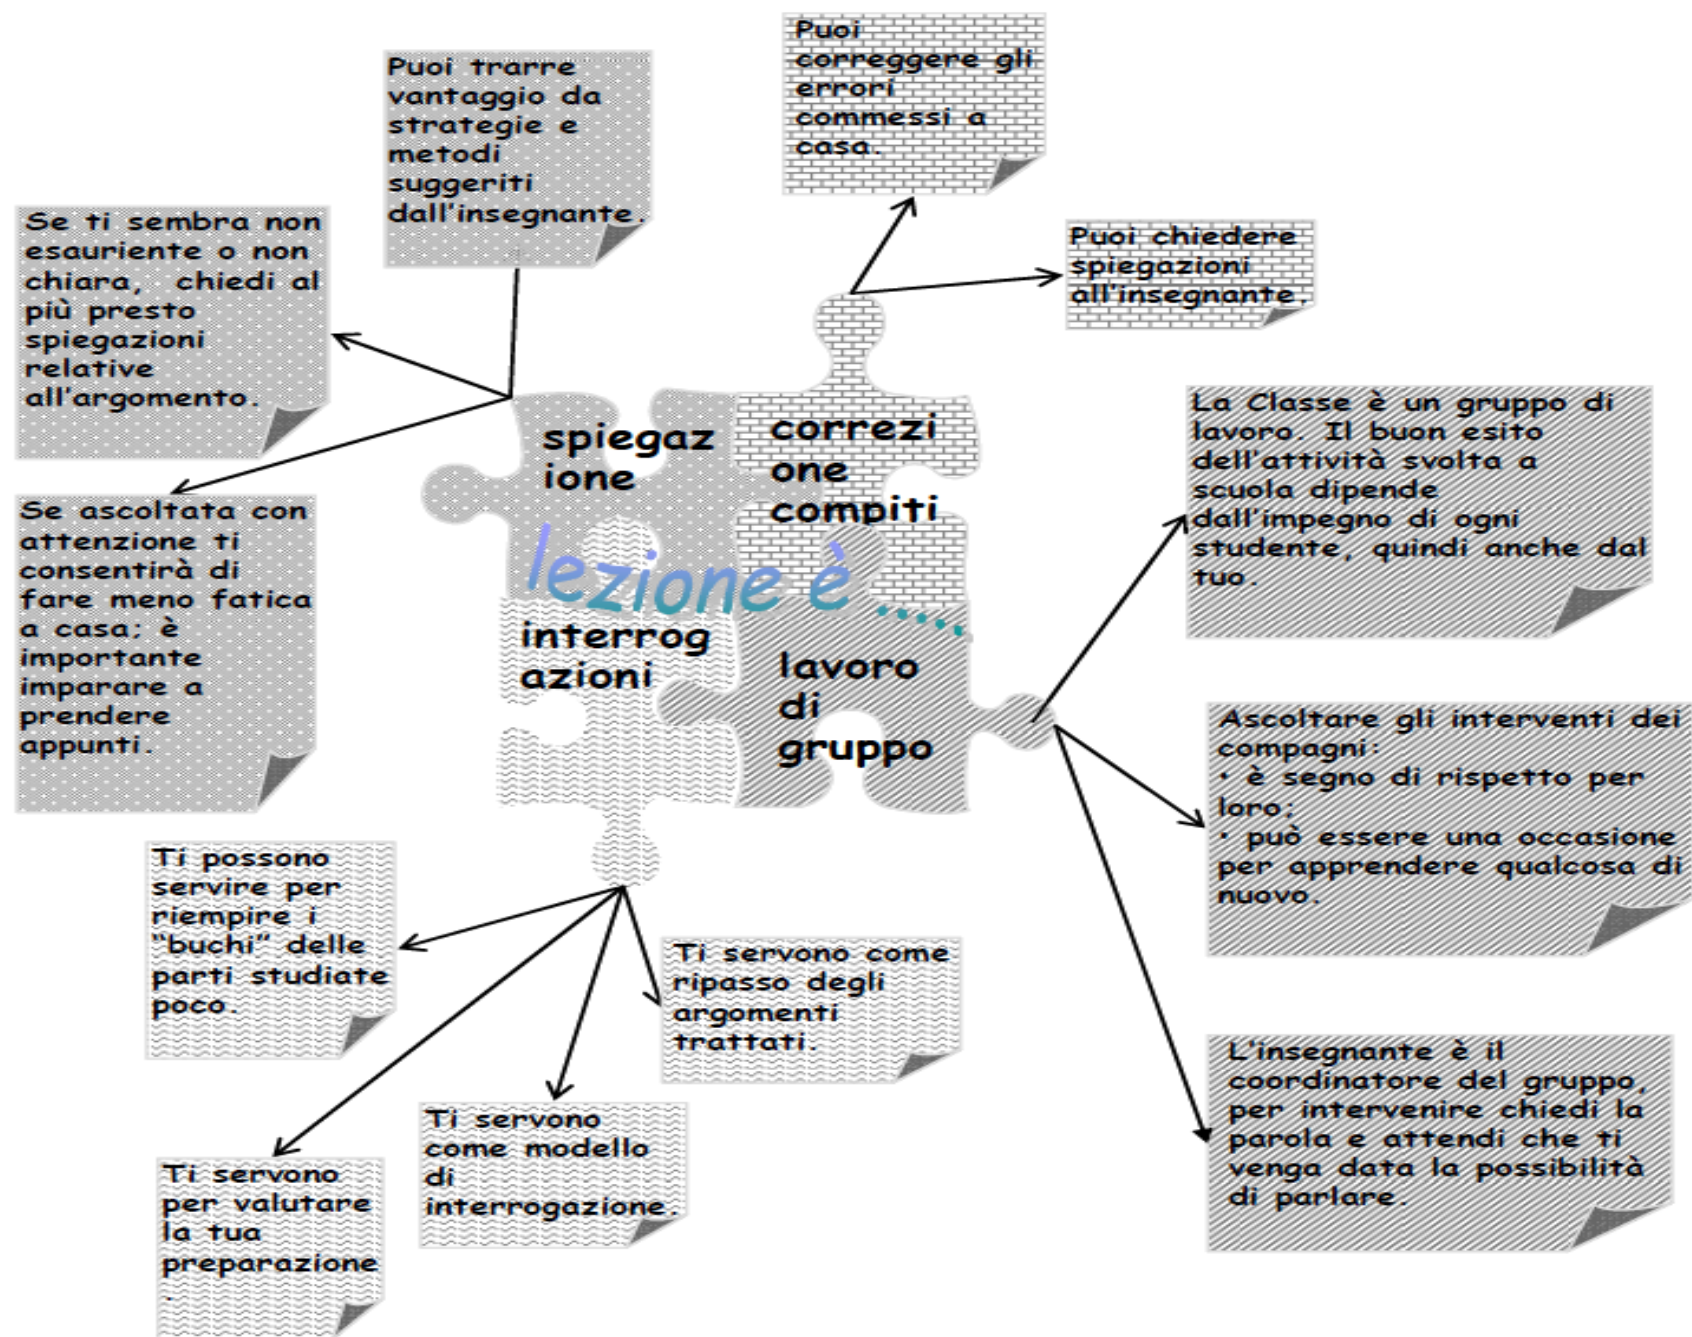 Puoi
correggere gli
errori
commessi a
casa.
Puoi trarre
vantaggio da
strategie e
metodi
suggeriti
dall'insegnante.
Se ti sembra non
esauriente o non
chiara, chiedi al
più presto
spiegazioni
relative
all'argomento.
Puoi chiedere
spiegazioni
all'insegnante.
Se ascoltata con
attenzione ti
consentirà di
fare meno fatica
a casa; è
importante
imparare a
prendere
appunti.
spiegaz
ione
correzi
one
compiti
lezione è .....
interrog
azioni
lavoro
di
gruppo
La Classe è un gruppo di
lavoro. Il buon esito
dell'attività svolta a
scuola dipende
dall'impegno di ogni
studente, quindi anche dal
tuo.
Ascoltare gli interventi dei
compagni:
• è segno di rispetto per
loro;
• può essere una occasione
per apprendere qualcosa di
nuovo.
L'insegnante è il
coordinatore del gruppo,
per intervenire chiedi la
parola e attendi che ti
venga data la possibilità
di parlare.
Ti possono
servire per
riempire i
“buchi” delle
parti studiate
poco.
Ti servono come
ripasso degli
argomenti
trattati.
Ti servono
come modello
di
interrogazione.
Ti servono
per valutare
la tua
preparazione
.